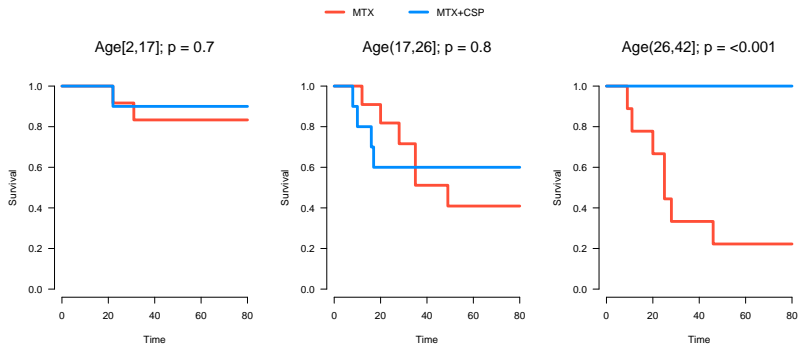 MTX MTX+CSP
Age[2,17]; p = 0.7
Survival
1.0
0.8
0.6
0.4
0.2
0.0
0 20 40 60 80
Time
Age(17,26]; p = 0.8
Survival
1.0
0.8
0.6
0.4
0.2
0.0
0 20 40 60 80
Time
Age(26,42]; p = <0.001
Survival
1.0
0.8
0.6
0.4
0.2
0.0
0 20 40 60 80
Time